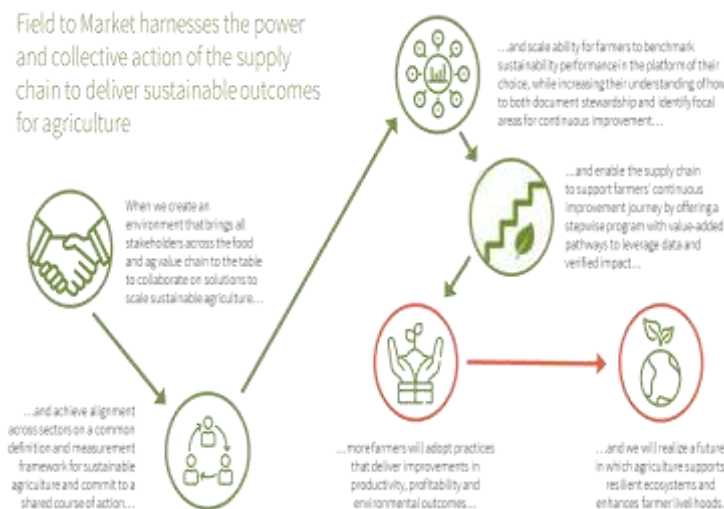 Field to Market harnesses the power
and collective action of the supply
chain to deliver sustainable outcomes
for agriculture
When we create an
environment that brings all
stakeholders across the food
and ag value chain to the table
to collaborate on solutions to
scale sustainable agriculture...
...and achieve alignment
across sectors on a common
definition and measurement
framework for sustainable
agriculture and commit to a
shared course of action...
...and scale ability for farmers to benchmark
sustainability performance in the platform of their
choice, while increasing their understanding of how
to both document stewardship and identify focal
areas for continuous improvement...
...and enable the supply chain
to support farmers' continuous
improvement journey by offering a
stepwise program with value-added
pathways to leverage data and
verified impact...
...more farmers will adopt practices
that deliver improvements in
productivity, profitability and
environmental outcomes...
...and we will realize a future
in which agriculture supports
resilient ecosystems and
enhances farmer livelihoods.